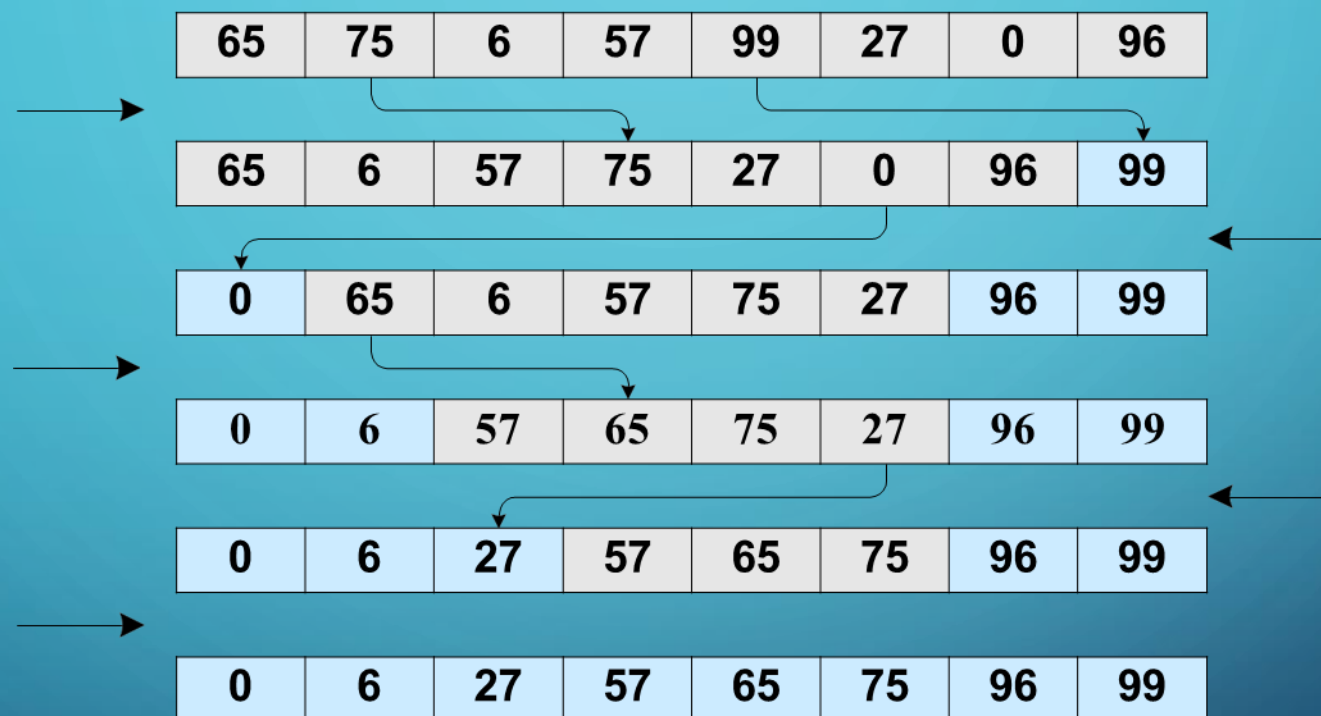 65 75 6 57 99 27 0 96
65 6 57 75 27 0 96 99
0 65 6 57 75 27 96 99
0 6 57 65 75 27 96 99
0 6 27 57 65 75 96 99
0 6 27 57 65 75 96 99